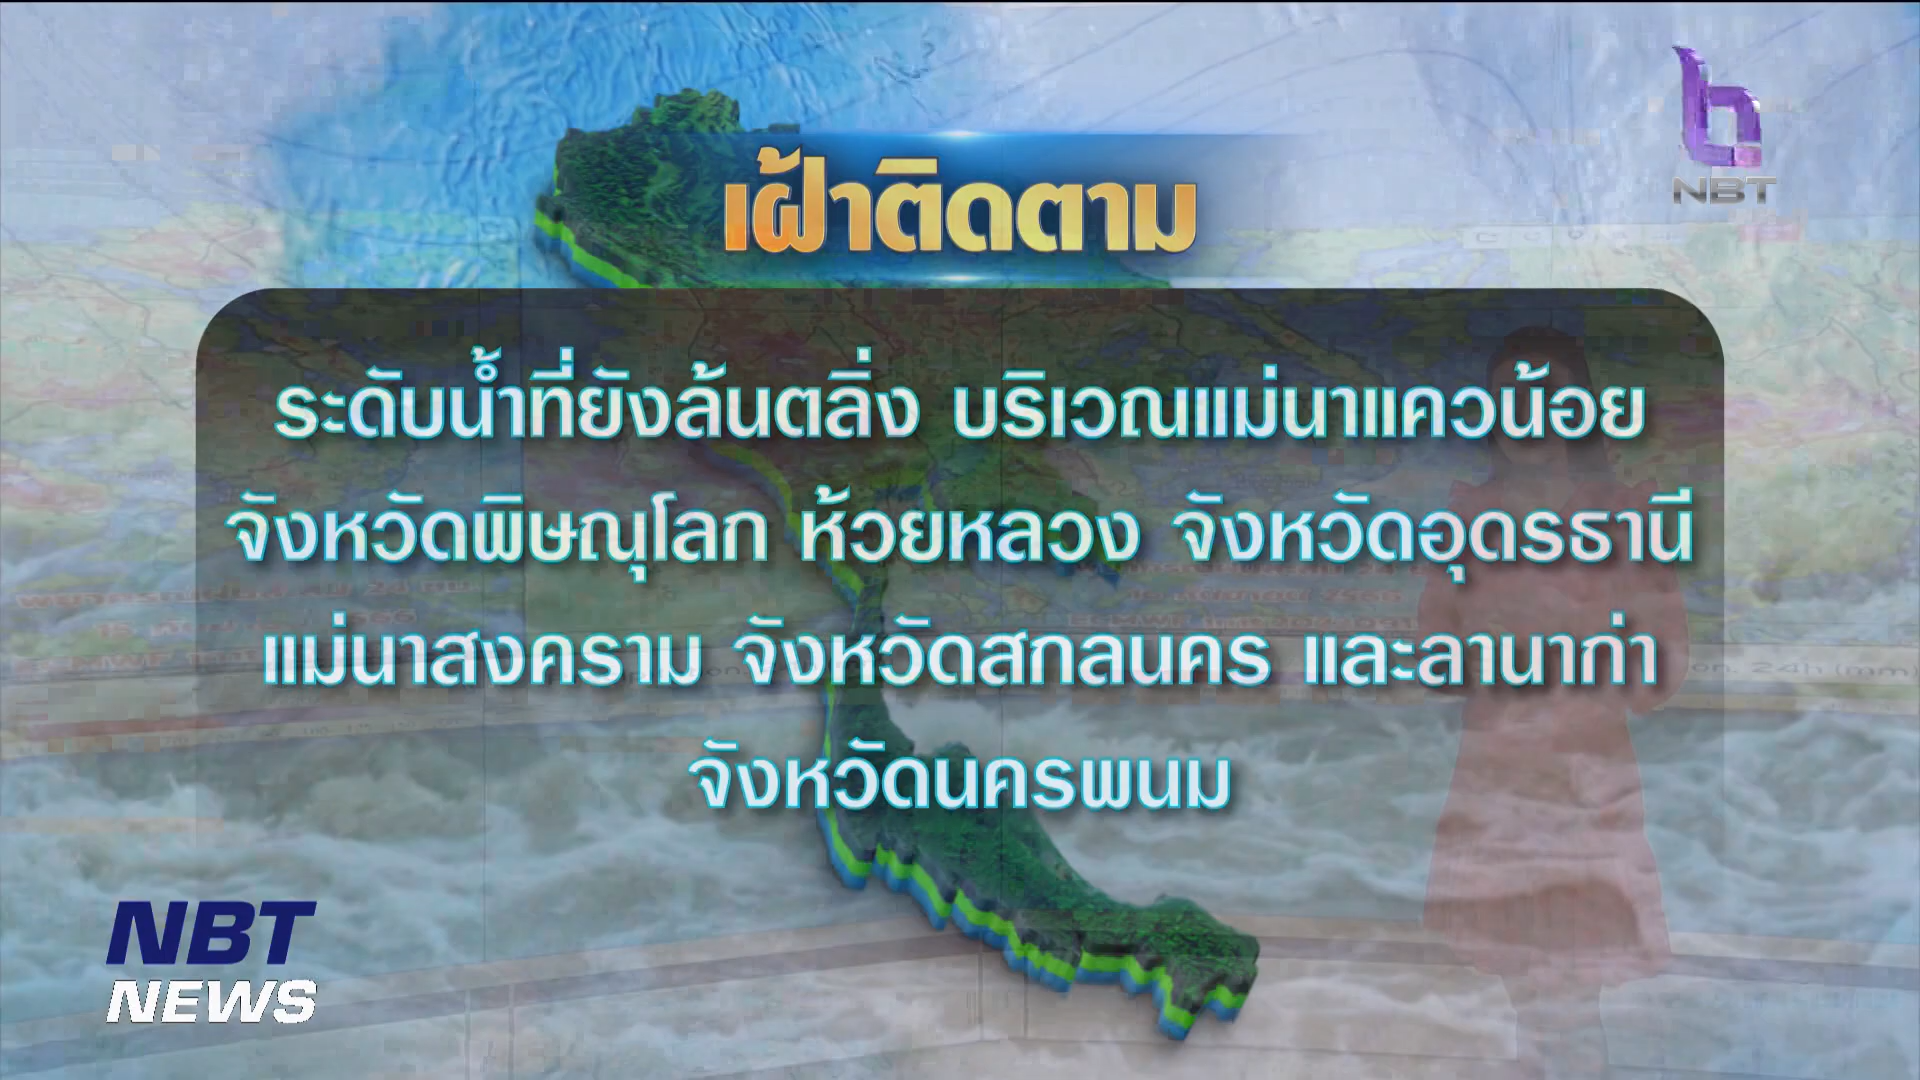 เฝ้าติดตาม
NBT
ระดับน้ำที่ยังล้นตลิ่ง บริเวณแม่นาแควน้อย
จังหวัดพิษณุโลก ห้วยหลวง จังหวัดอุดรธานี
แม่นาสงคราม จังหวัดสกลนคร และลานาก่า
จังหวัดนครพนม
on. 24h (mm)
NBT
NEWS